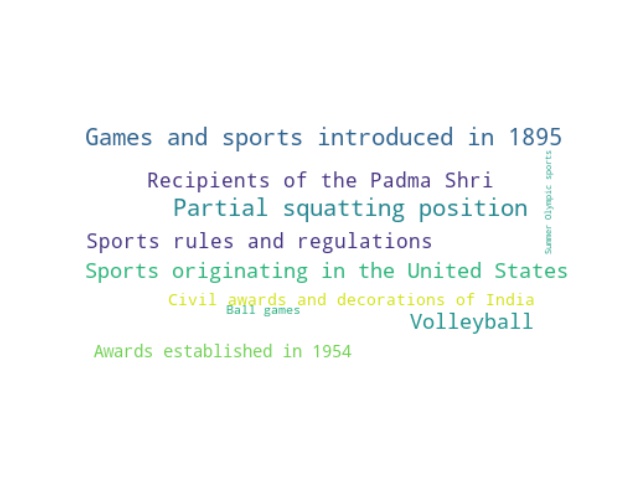 Games and sports introduced in 1895
Summer Olympic sports
Recipients of the Padma Shri
Partial squatting position
Sports rules and regulations
Sports originating in the United States
Civil awards and decorations of India
Ball games
Volleyball
Awards established in 1954